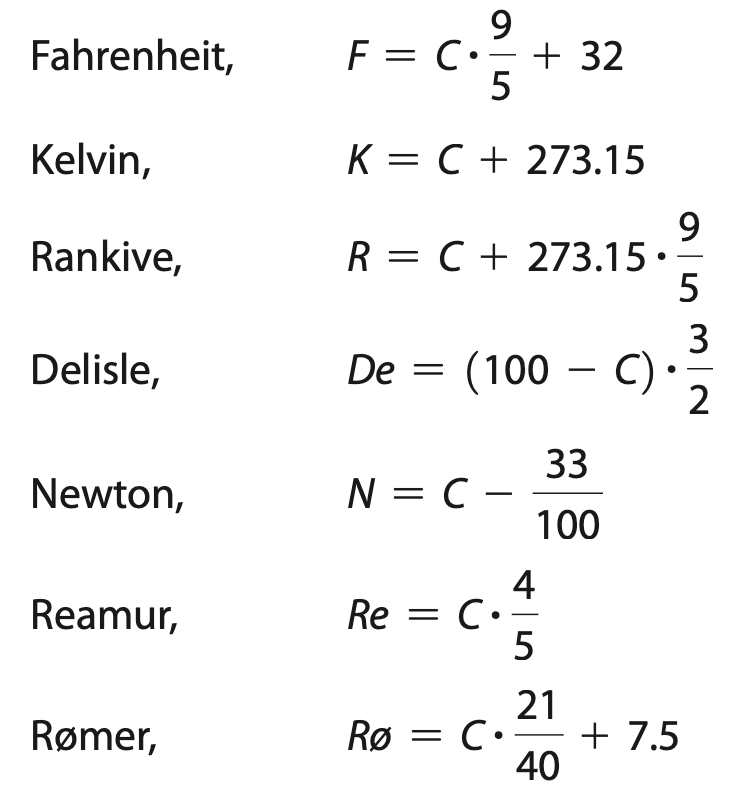 Fahrenheit, F = C · 9/5 + 32
Kelvin, K = C + 273.15
Rankive, R = C + 273.15 · 9/5
Delisle, De = (100 − C) · 3/2
Newton, N = C − 33/100
Reamur, Re = C · 4/5
Rømer, Rø = C · 21/40 + 7.5